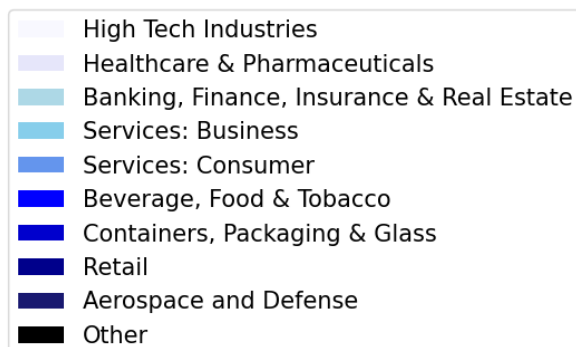 High Tech Industries
Healthcare & Pharmaceuticals
Banking, Finance, Insurance & Real Estate
Services: Business
Services: Consumer
Beverage, Food & Tobacco
Containers, Packaging & Glass
Retail
Aerospace and Defense
Other